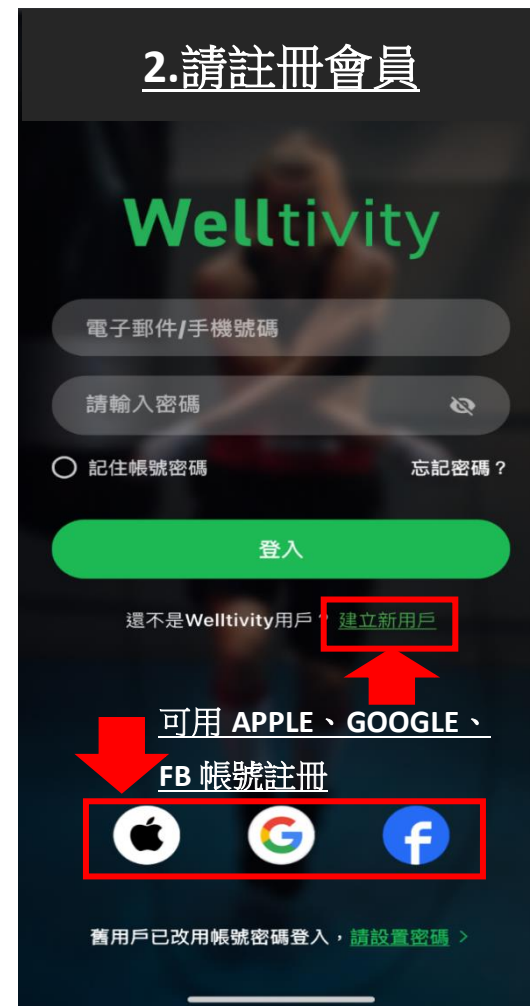 2.請註冊會員
Welltivity
電子郵件/手機號碼
請輸入密碼
記住帳號密碼 忘記密碼？
登入
還不是Welltivity用戶？ 建立新用戶
可用 APPLE、GOOGLE、
FB 帳號註冊
舊用戶已改用帳號密碼登入，請設置密碼 >